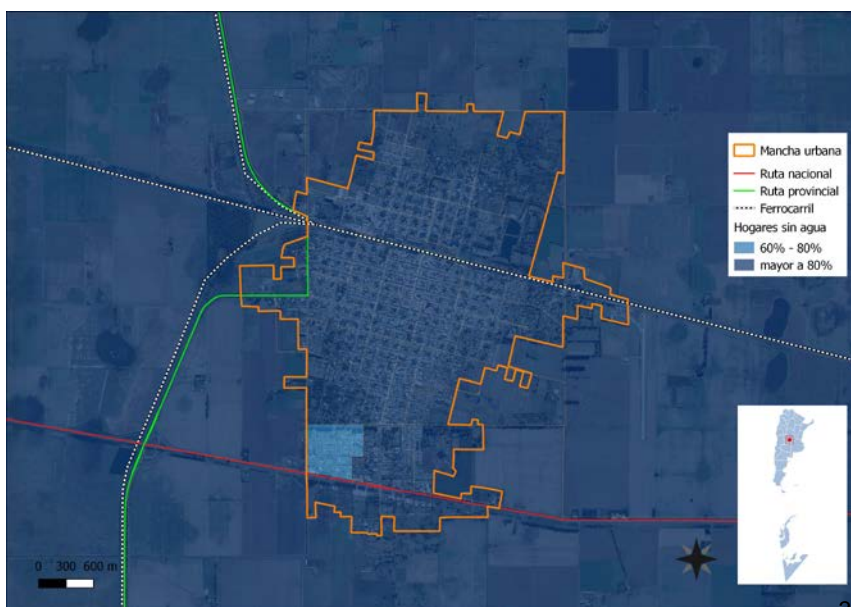 Mancha urbana
Ruta nacional
Ruta provincial
Ferrocarril
Hogares sin agua
60% - 80%
mayor a 80%
0 300 600 m